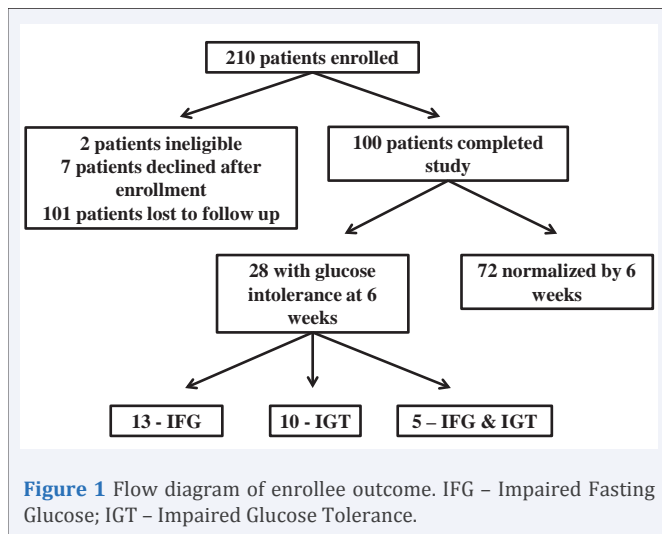 210 patients enrolled
2 patients ineligible
7 patients declined after
enrollment
101 patients lost to follow up
100 patients completed
study
28 with glucose
intolerance at 6
weeks
72 normalized by 6
weeks
13 - IFG
10 - IGT
5 – IFG & IGT
Figure 1 Flow diagram of enrollee outcome. IFG – Impaired Fasting
Glucose; IGT – Impaired Glucose Tolerance.